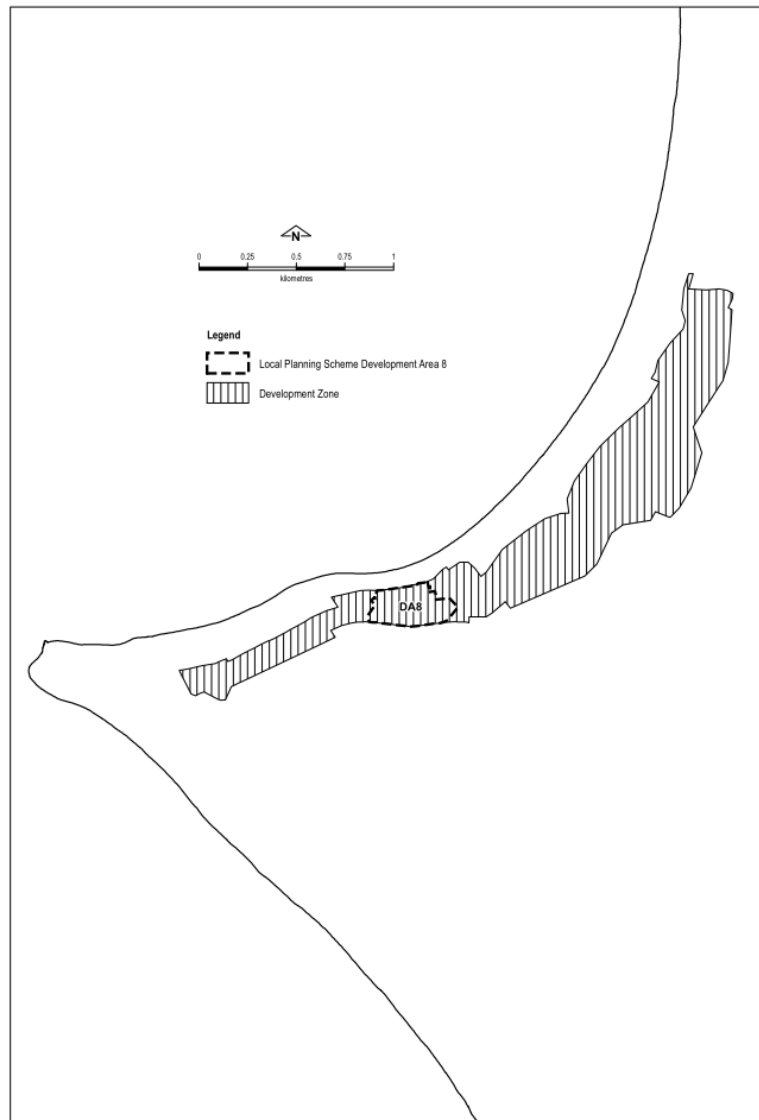 N
0 0.25 0.5 0.75 1
kilometres
Legend
Local Planning Scheme Development Area 8
Development Zone
DA8